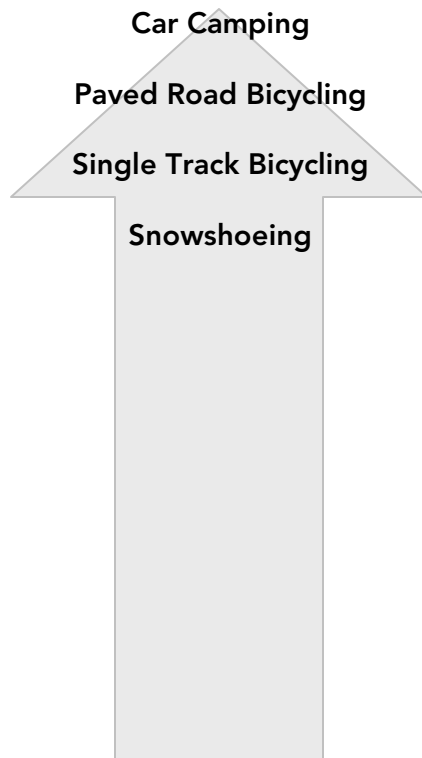 Car Camping
Paved Road Bicycling
Single Track Bicycling
Snowshoeing